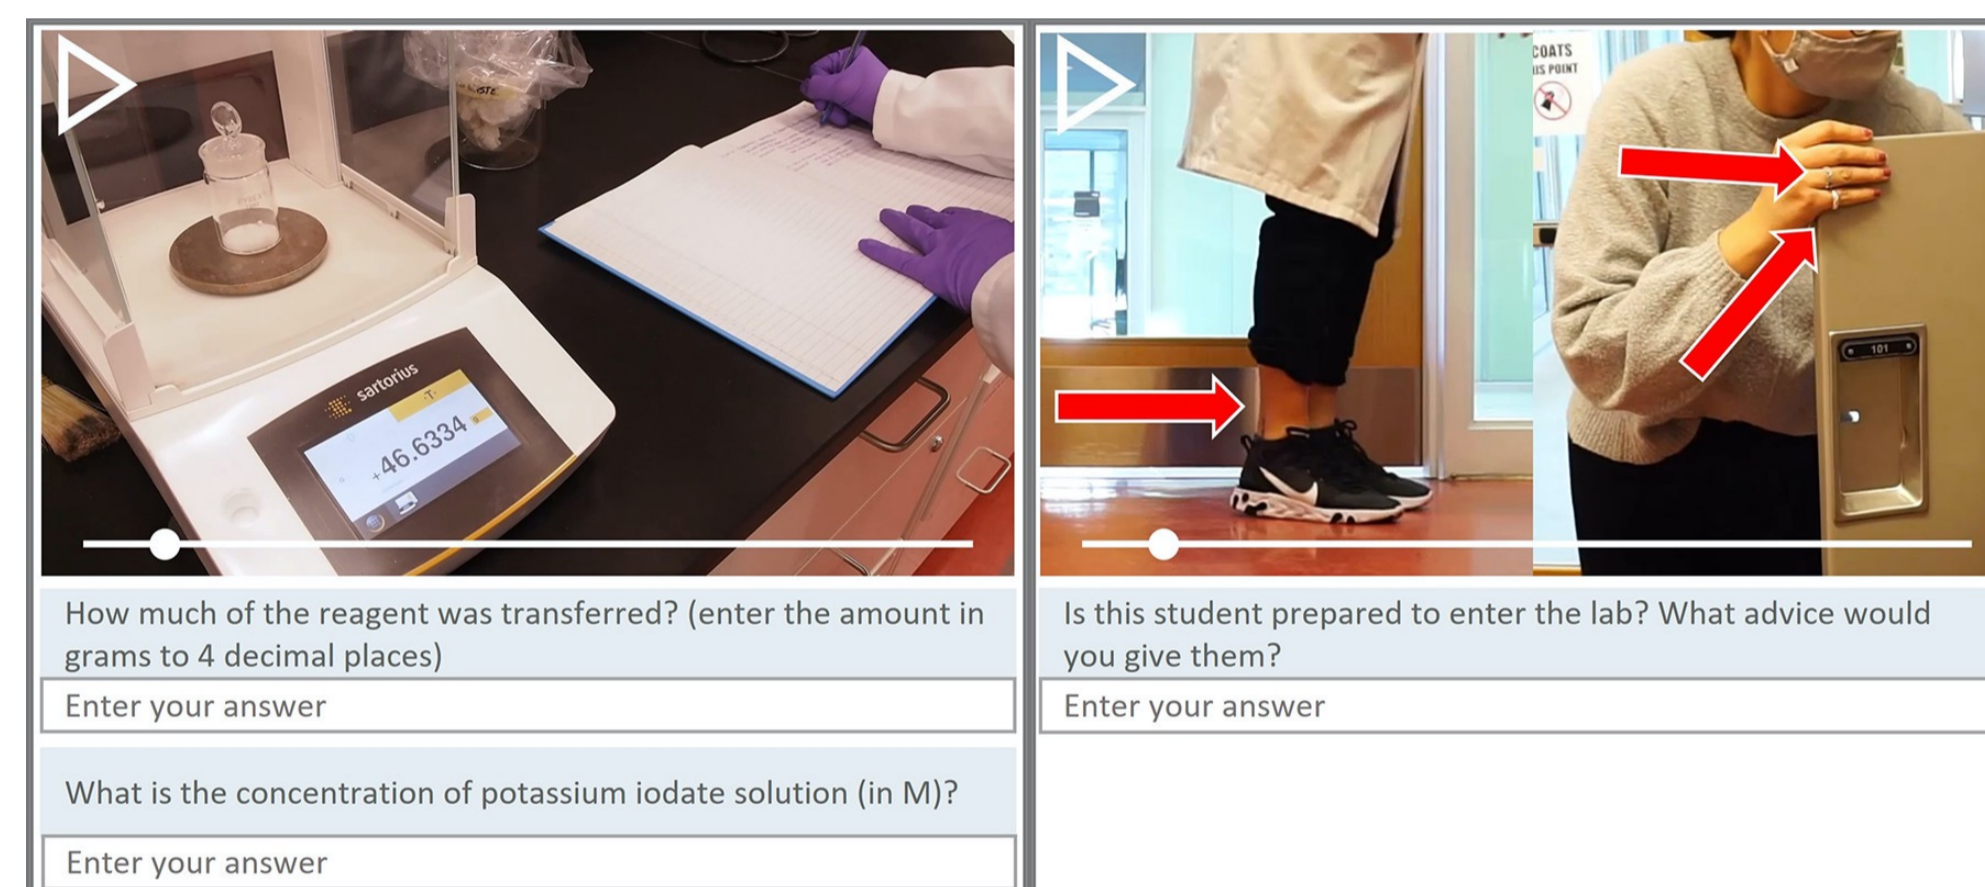 sartorius
+46.6334
How much of the reagent was transferred? (enter the amount in
grams to 4 decimal places)
Enter your answer
What is the concentration of potassium iodate solution (in M)?
Enter your answer
COATS
IS POINT
101
Is this student prepared to enter the lab? What advice would
you give them?
Enter your answer